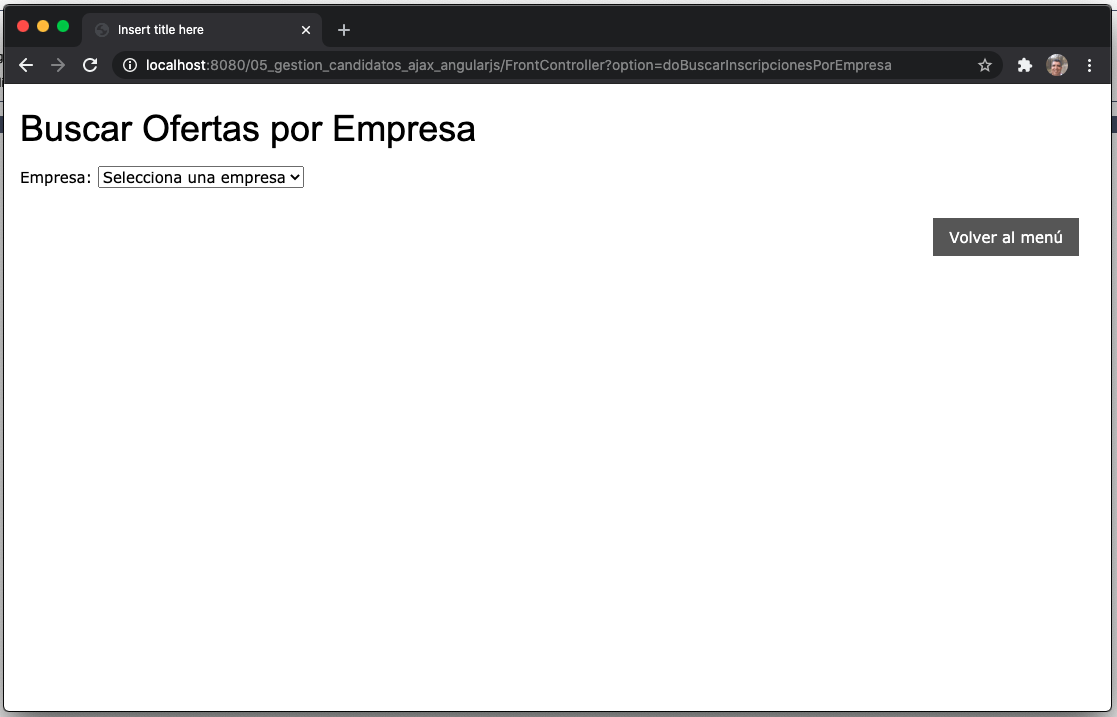 Insert title here
localhost:8080/05_gestion_candidatos_ajax_angularjs/FrontController?option=doBuscarInscripcionesPorEmpresa
Buscar Ofertas por Empresa
Empresa: Selecciona una empresa
Volver al menú